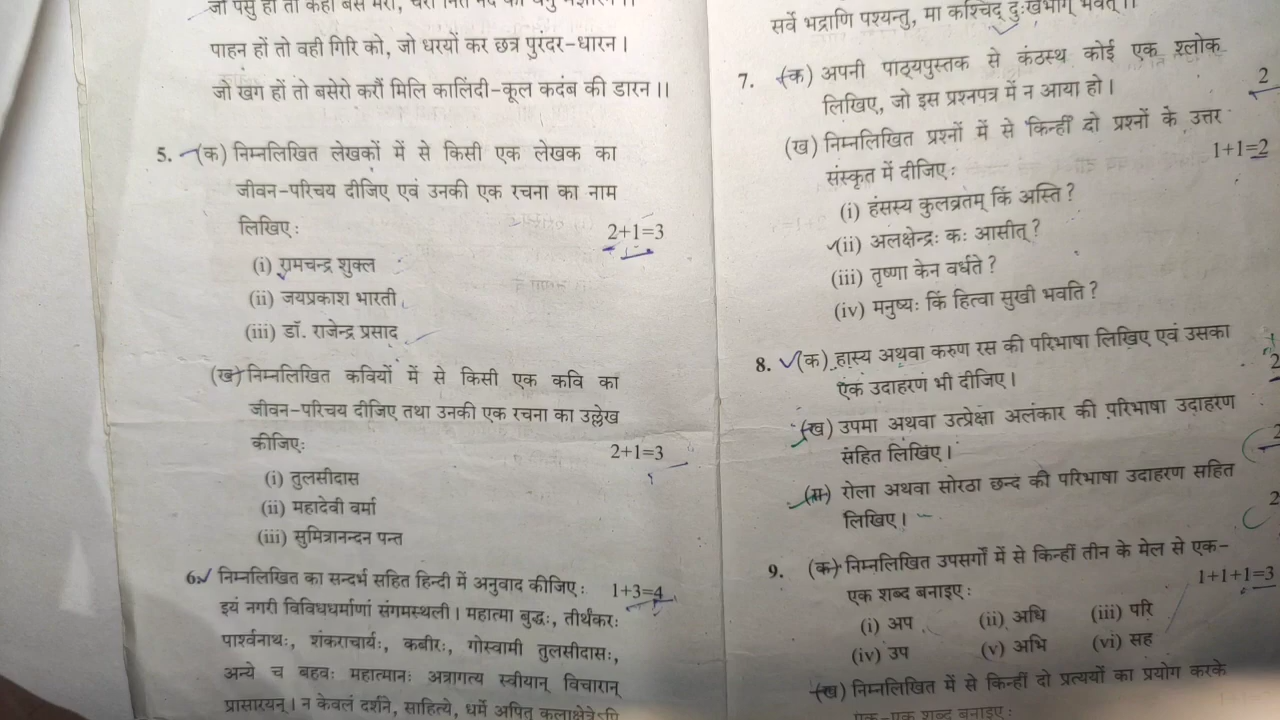 पाहन हों तो वही गिरि को, जो धरयों कर छत्र पुरंदर-धारन।
जो खग हों तो बसेरो करौं मिलि कालिंदी-कूल कदंब की डारन।।
5. (क) निम्नलिखित लेखकों में से किसी एक लेखक का
जीवन-परिचय दीजिए एवं उनकी एक रचना का नाम
लिखिए: 2+1=3
(i) रामचन्द्र शुक्ल
(ii) जयप्रकाश भारती
(iii) डॉ. राजेन्द्र प्रसाद
(ख) निम्नलिखित कवियों में से किसी एक कवि का
जीवन-परिचय दीजिए तथा उनकी एक रचना का उल्लेख
कीजिए: 2+1=3
(i) तुलसीदास
(ii) महादेवी वर्मा
(iii) सुमित्रानन्दन पन्त
6. निम्नलिखित का सन्दर्भ सहित हिन्दी में अनुवाद कीजिए: 1+3=4
इयं नगरी विविधधर्माणां संगमस्थली। महात्मा बुद्धः, तीर्थंकरः
पार्श्वनाथः, शंकराचार्यः, कबीरः, गोस्वामी तुलसीदासः,
अन्ये च बहवः महात्मानः अत्रागत्य स्वीयान् विचारान्
प्रासारयन्। न केवलं दर्शने, साहित्ये, धर्मे अपितु कलाक्षेत्रेऽपि
सर्वे भद्राणि पश्यन्तु, मा कश्चिद् दुःखभाग् भवेत्।।
7. (क) अपनी पाठ्यपुस्तक से कंठस्थ कोई एक श्लोक
लिखिए, जो इस प्रश्नपत्र में न आया हो। 2
(ख) निम्नलिखित प्रश्नों में से किन्हीं दो प्रश्नों के उत्तर
संस्कृत में दीजिए: 1+1=2
(i) हंसस्य कुलव्रतम् किं अस्ति?
(ii) अलक्षेन्द्रः कः आसीत्?
(iii) तृष्णा केन वर्धते?
(iv) मनुष्यः किं हित्वा सुखी भवति?
8. (क) हास्य अथवा करुण रस की परिभाषा लिखिए एवं उसका
एक उदाहरण भी दीजिए। 2
(ख) उपमा अथवा उत्प्रेक्षा अलंकार की परिभाषा उदाहरण
सहित लिखिए। 2
(ग) रोला अथवा सोरठा छन्द की परिभाषा उदाहरण सहित
लिखिए। 2
9. (क) निम्नलिखित उपसर्गों में से किन्हीं तीन के मेल से एक-
एक शब्द बनाइए: 1+1+1=3
(i) अप (ii) अधि (iii) परि
(iv) उप (v) अभि (vi) सह
(ख) निम्नलिखित में से किन्हीं दो प्रत्ययों का प्रयोग करके
एक-एक शब्द बनाइए: